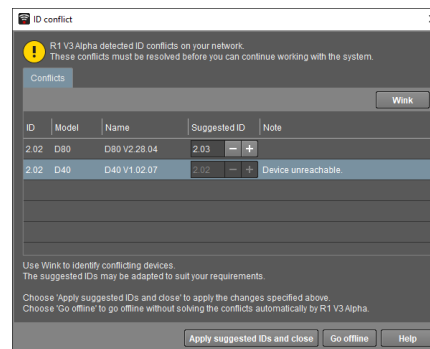 ID conflict
R1 V3 Alpha detected ID conflicts on your network.
These conflicts must be resolved before you can continue working with the system.
Conflicts
Wink
ID Model Name Suggested ID Note
2.02 D80 D80 V2.28.04 2.03 − +
2.02 D40 D40 V1.02.07 2.02 − + Device unreachable.
Use Wink to identify conflicting devices.
The suggested IDs may be adapted to suit your requirements.
Choose 'Apply suggested IDs and close' to apply the changes specified above.
Choose 'Go offline' to go offline without solving the conflicts automatically by R1 V3 Alpha.
Apply suggested IDs and close Go offline Help